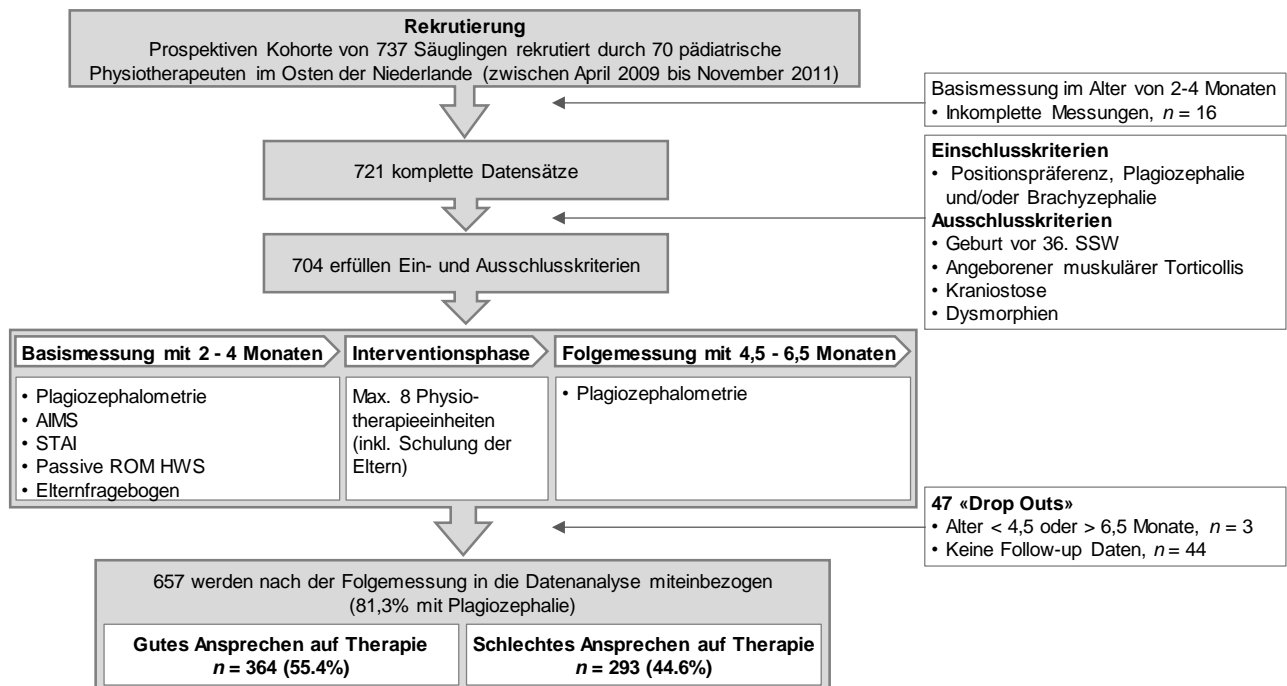 Rekrutierung
Prospektiven Kohorte von 737 Säuglingen rekrutiert durch 70 pädiatrische
Physiotherapeuten im Osten der Niederlande (zwischen April 2009 bis November 2011)
Basismessung im Alter von 2-4 Monaten
• Inkomplette Messungen, n = 16
721 komplette Datensätze
Einschlusskriterien
• Positionspräferenz, Plagiozephalie
und/oder Brachyzephalie
Ausschlusskriterien
• Geburt vor 36. SSW
• Angeborener muskulärer Torticollis
• Kraniostose
• Dysmorphien
704 erfüllen Ein- und Ausschlusskriterien
Basismessung mit 2 - 4 Monaten
• Plagiozephalometrie
• AIMS
• STAI
• Passive ROM HWS
• Elternfragebogen
Interventionsphase
Max. 8 Physio-
therapieeinheiten
(inkl. Schulung der
Eltern)
Folgemessung mit 4,5 - 6,5 Monaten
• Plagiozephalometrie
47 «Drop Outs»
• Alter < 4,5 oder > 6,5 Monate, n = 3
• Keine Follow-up Daten, n = 44
657 werden nach der Folgemessung in die Datenanalyse miteinbezogen
(81,3% mit Plagiozephalie)
Gutes Ansprechen auf Therapie
n = 364 (55.4%)
Schlechtes Ansprechen auf Therapie
n = 293 (44.6%)